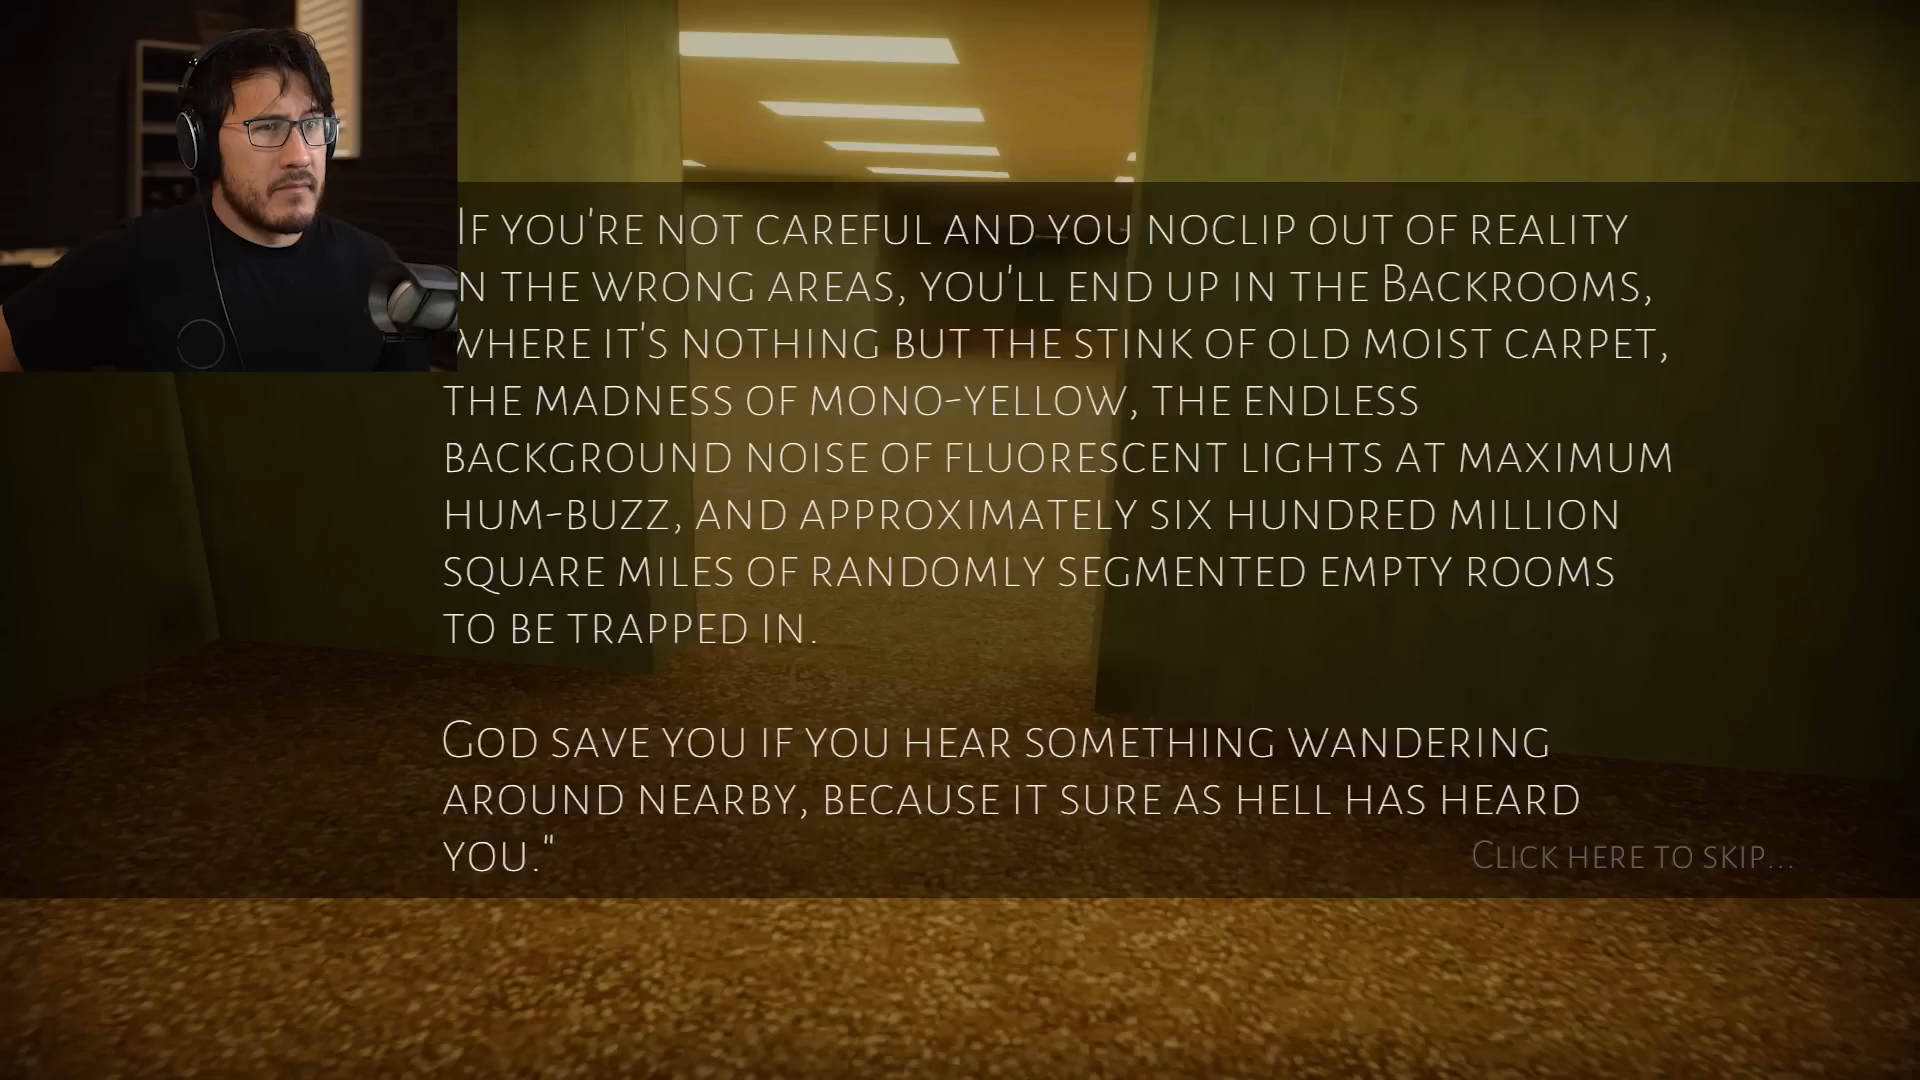 If you're not careful and you noclip out of reality
n the wrong areas, you'll end up in the Backrooms,
where it's nothing but the stink of old moist carpet,
the madness of mono-yellow, the endless
background noise of fluorescent lights at maximum
hum-buzz, and approximately six hundred million
square miles of randomly segmented empty rooms
to be trapped in.
God save you if you hear something wandering
around nearby, because it sure as hell has heard
you."
Click here to skip...